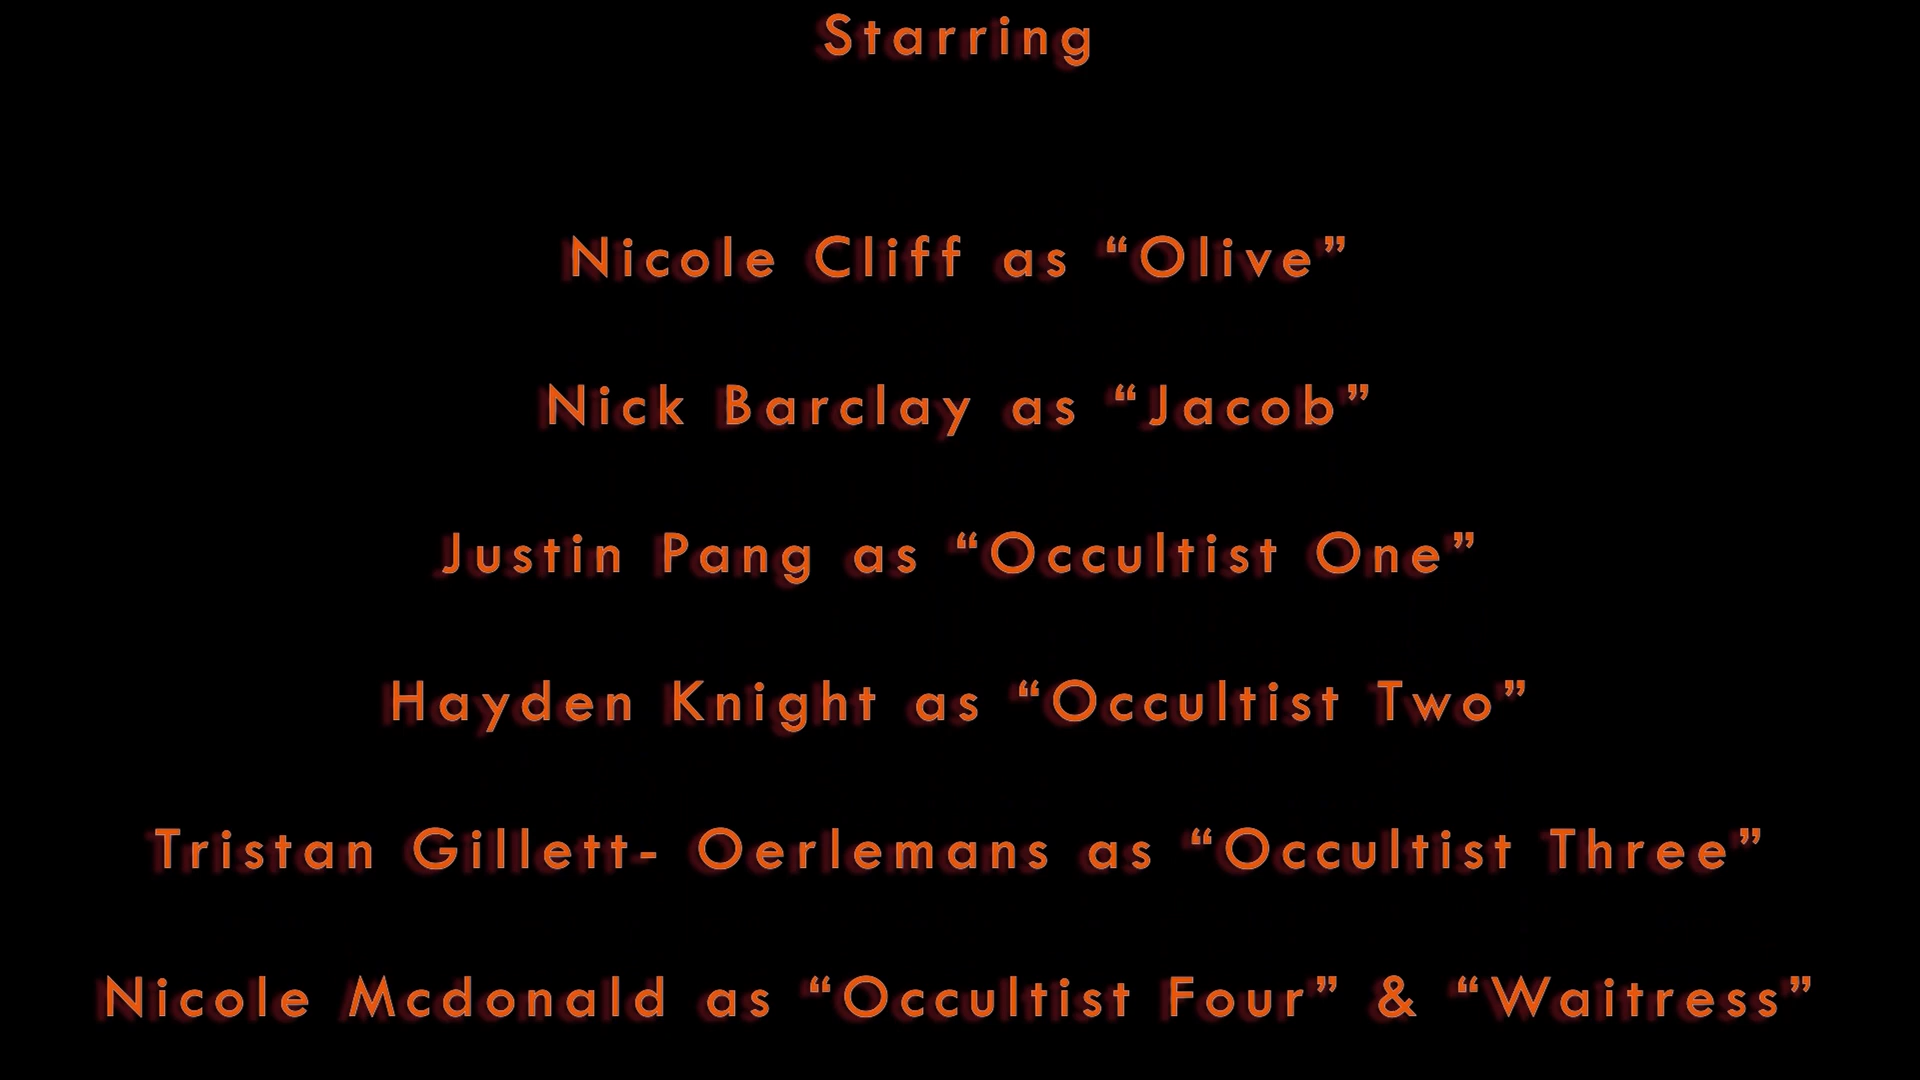 Starring
Nicole Cliff as “Olive”
Nick Barclay as “Jacob”
Justin Pang as “Occultist One”
Hayden Knight as “Occultist Two”
Tristan Gillett- Oerlemans as “Occultist Three”
Nicole Mcdonald as “Occultist Four” & “Waitress”